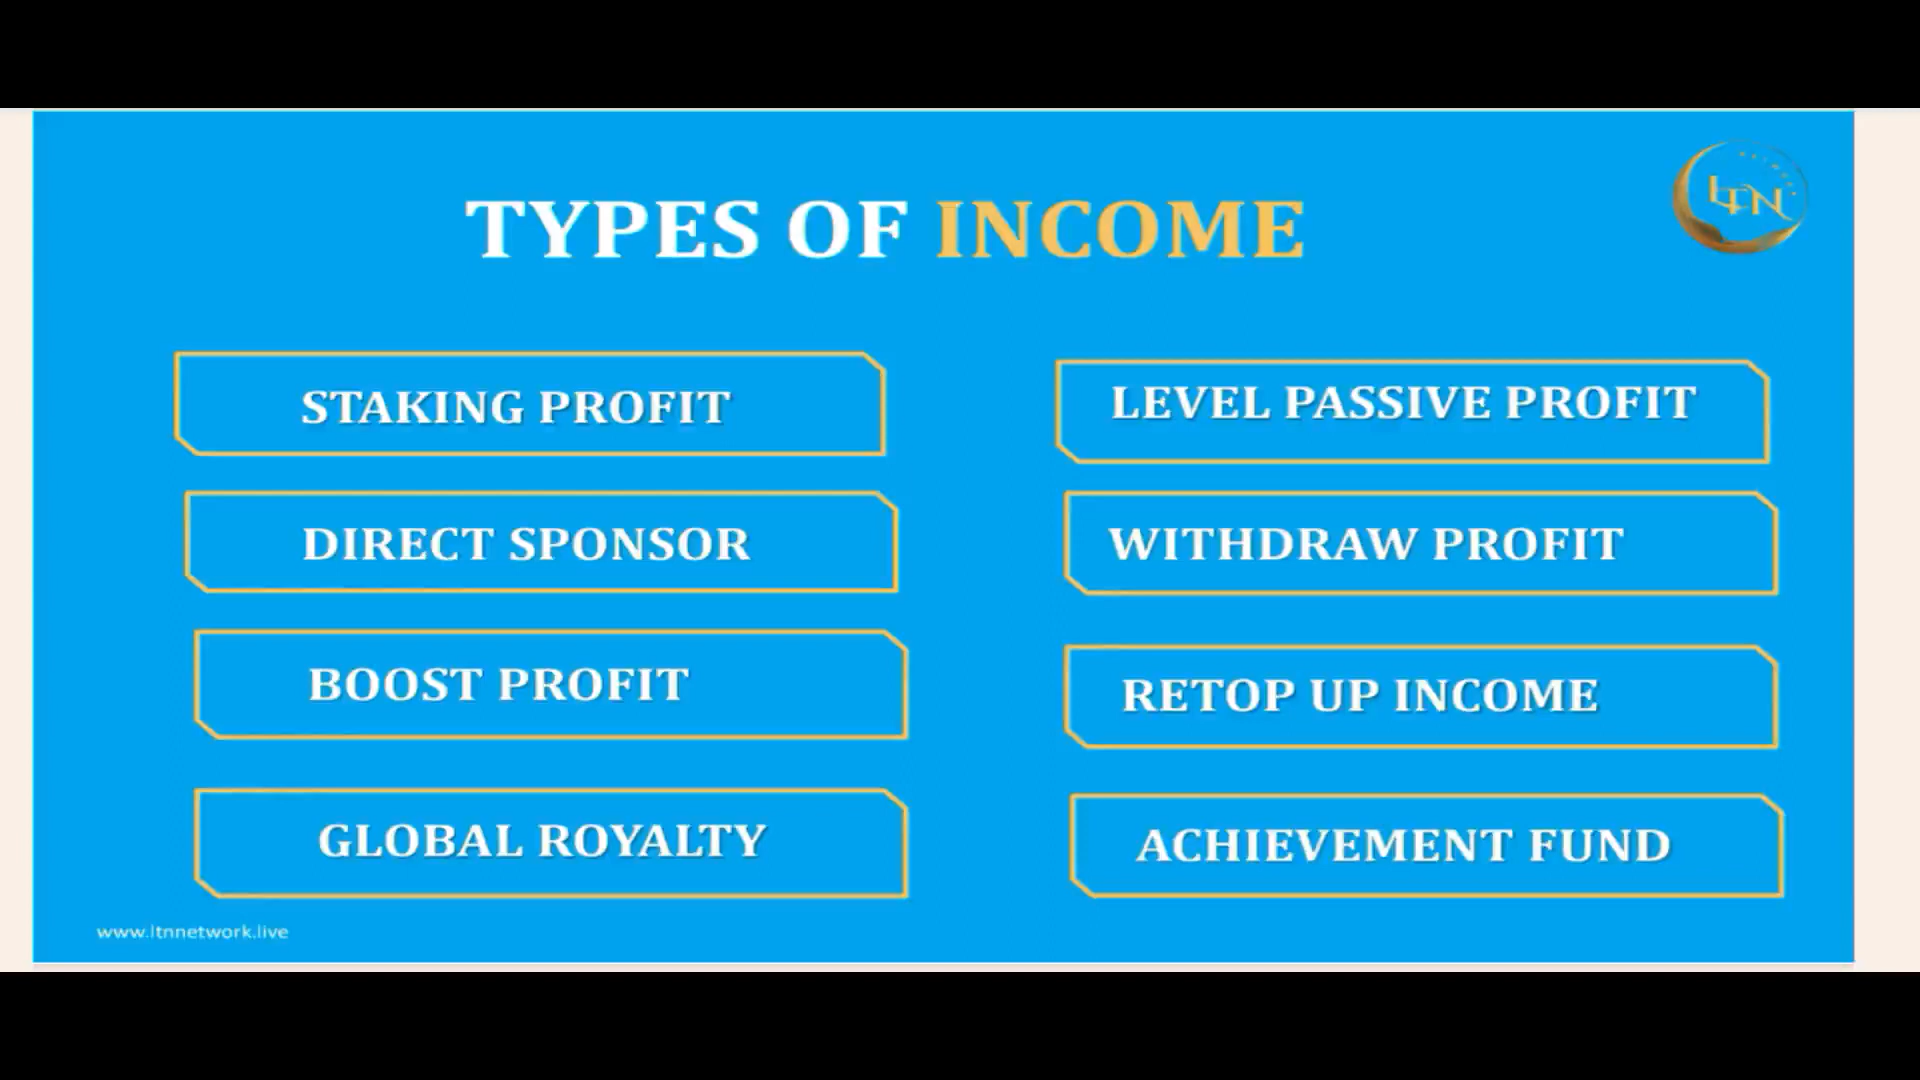 TYPES OF INCOME
LTN
STAKING PROFIT
LEVEL PASSIVE PROFIT
DIRECT SPONSOR
WITHDRAW PROFIT
BOOST PROFIT
RETOP UP INCOME
GLOBAL ROYALTY
ACHIEVEMENT FUND
www.ltnnetwork.live